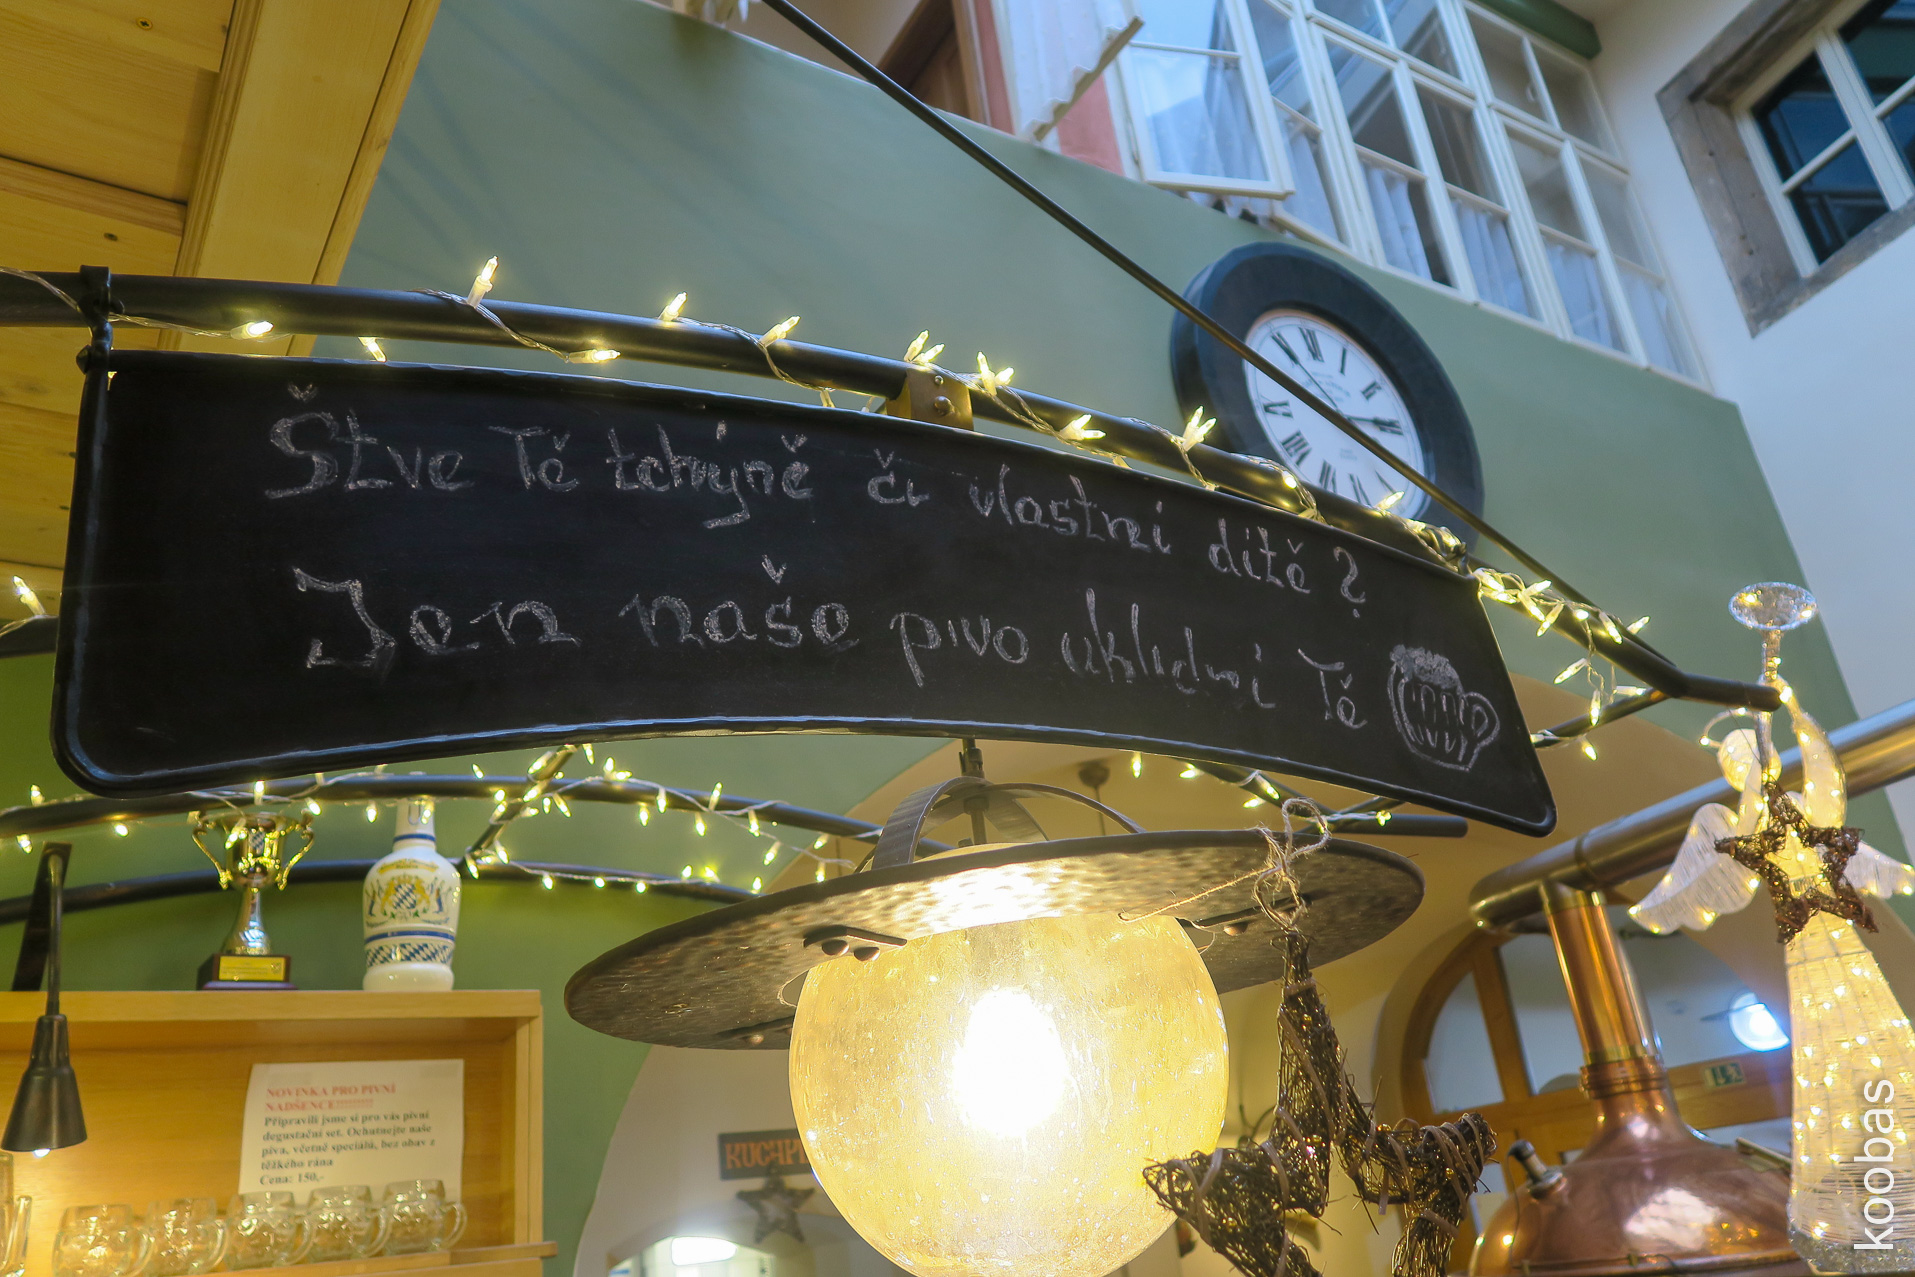 Štve Tě tchýně či vlastní dítě?
Jen naše pivo uklidní Tě
NOVINKA PRO PIVNÍ
NADŠENCE!!!!!!!!!!
Připravili jsme si pro vás pivní
degustační set. Ochutnejte naše
piva, včetně speciálů, bez obav z
těžkého rána
Cena: 150,-
koobas